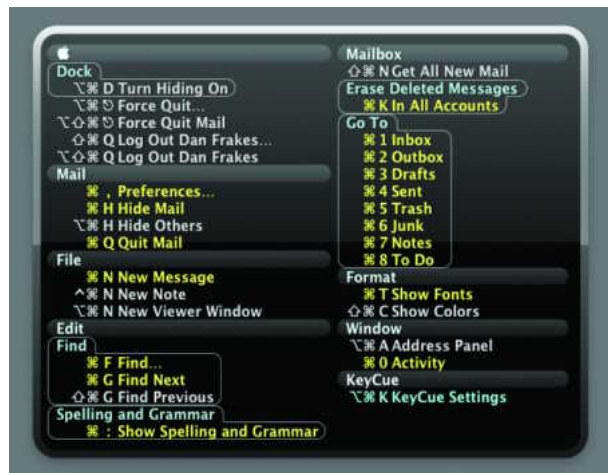 Dock
⌥⌘ D Turn Hiding On
⌥⌘ ⎋ Force Quit...
⌥⇧⌘ ⎋ Force Quit Mail
⇧⌘ Q Log Out Dan Frakes...
⌥⇧⌘ Q Log Out Dan Frakes
Mail
⌘ , Preferences...
⌘ H Hide Mail
⌥⌘ H Hide Others
⌘ Q Quit Mail
File
⌘ N New Message
^⌘ N New Note
⌥⌘ N New Viewer Window
Edit
Find
⌘ F Find...
⌘ G Find Next
⇧⌘ G Find Previous
Spelling and Grammar
⌘ : Show Spelling and Grammar
Mailbox
⇧⌘ N Get All New Mail
Erase Deleted Messages
⌘ K In All Accounts
Go To
⌘ 1 Inbox
⌘ 2 Outbox
⌘ 3 Drafts
⌘ 4 Sent
⌘ 5 Trash
⌘ 6 Junk
⌘ 7 Notes
⌘ 8 To Do
Format
⌘ T Show Fonts
⇧⌘ C Show Colors
Window
⌥⌘ A Address Panel
⌘ 0 Activity
KeyCue
⌥⌘ K KeyCue Settings